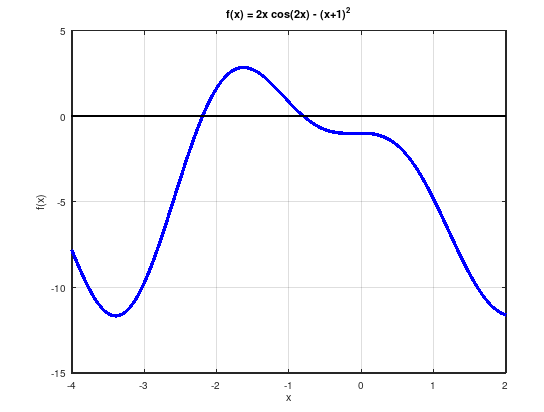 f(x) = 2x cos(2x) - (x+1)²
5
0
-5
-10
-15
f(x)
-4 -3 -2 -1 0 1 2
x